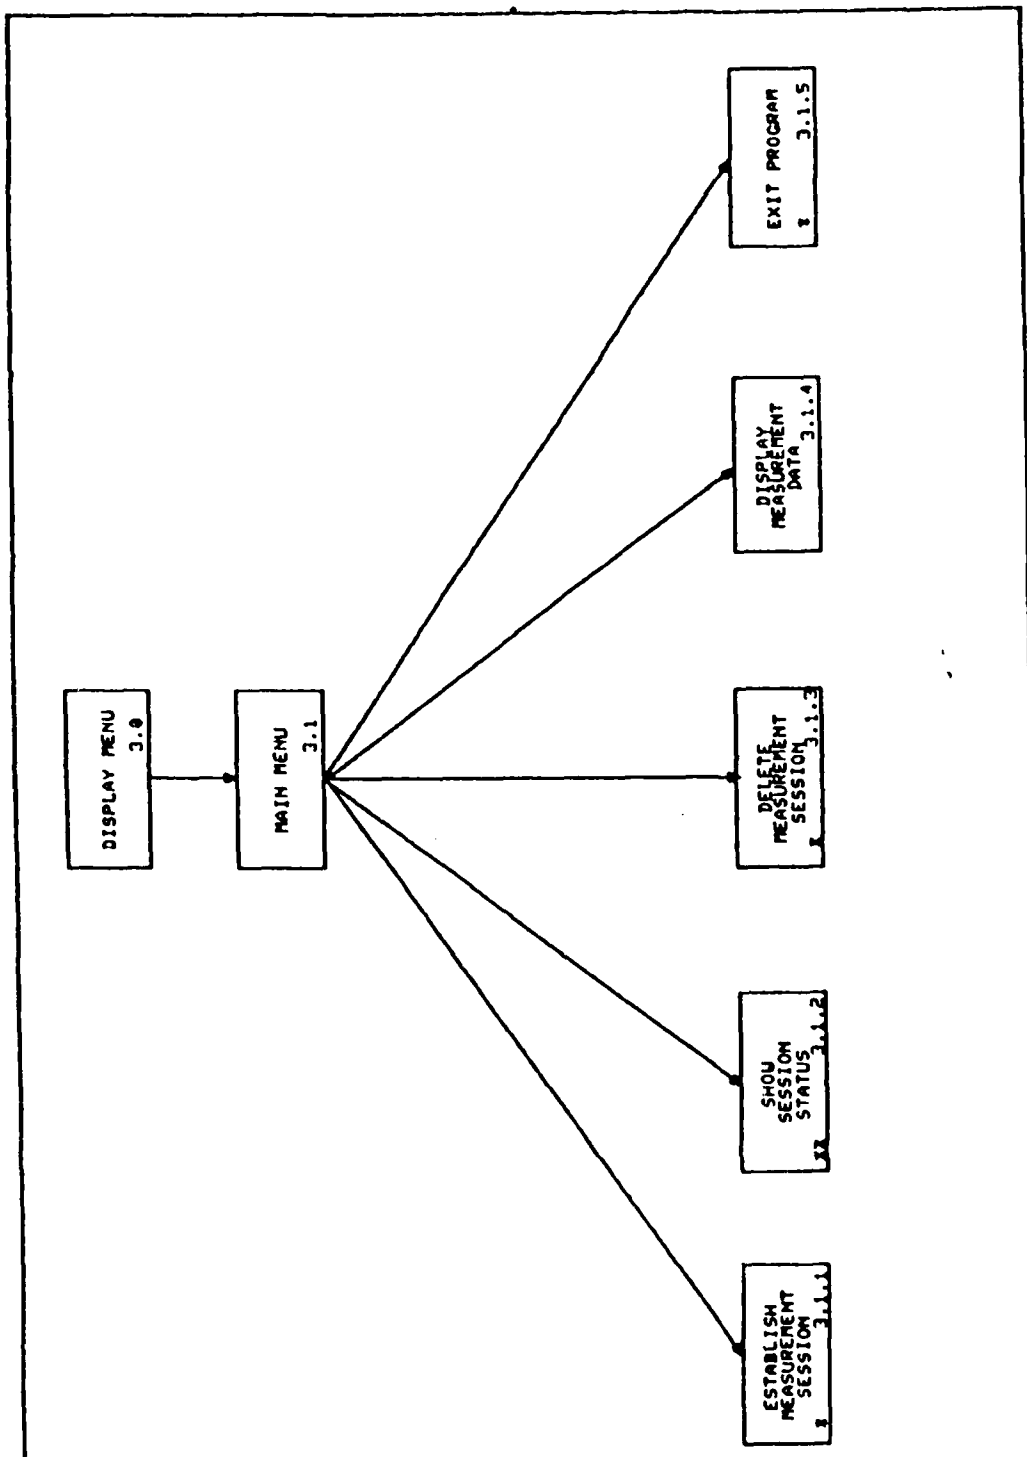 DISPLAY MENU
3.0
MAIN MENU
3.1
ESTABLISH
MEASUREMENT
SESSION
* 3.1.1
SHOW
SESSION
STATUS
** 3.1.2
DELETE
MEASUREMENT
SESSION
* 3.1.3
DISPLAY
MEASUREMENT
DATA
3.1.4
EXIT PROGRAM
* 3.1.5